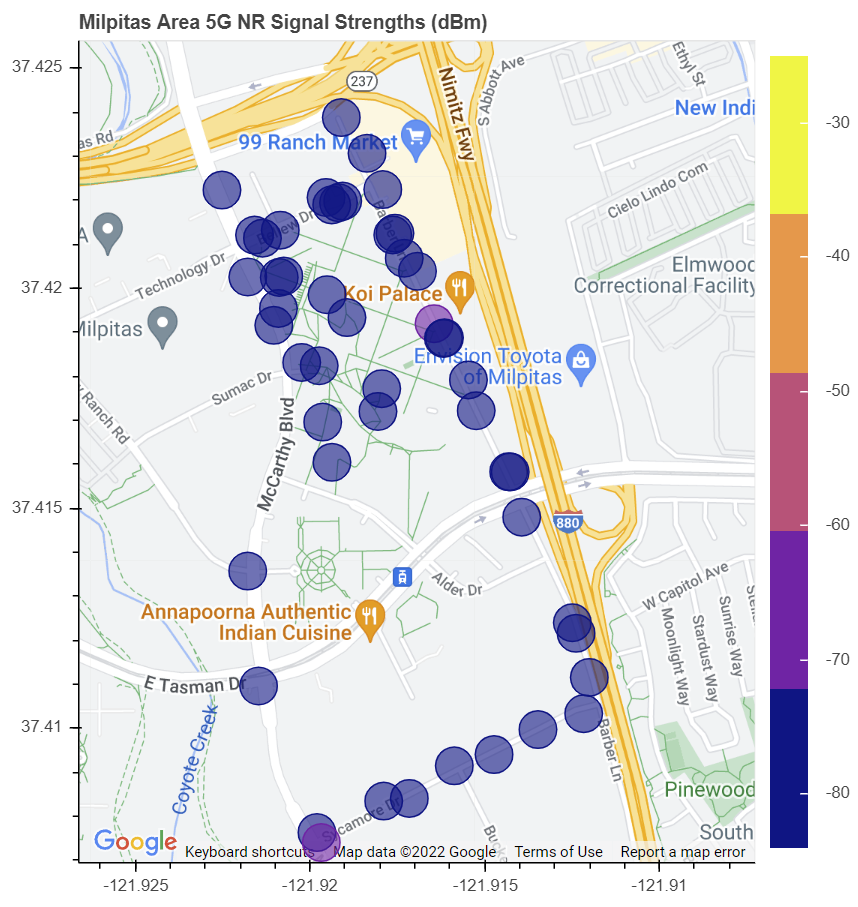 Milpitas Area 5G NR Signal Strengths (dBm)
37.425
37.42
37.415
37.41
-121.925
-121.92
-121.915
-121.91
-30
-40
-50
-60
-70
-80
237
Nimitz Fwy
S Abbott Ave
Ethyl St
New Indi
as Rd
99 Ranch Market
Cielo Lindo Com
A
Technology Dr
Elmwood
Correctional Facility
Koi Palace
Milpitas
Envision Toyota
of Milpitas
Sumac Dr
y Ranch Rd
McCarthy Blvd
880
Alder Dr
W Capitol Ave
Annapoorna Authentic
Indian Cuisine
Moonlight Way
Stardust Way
Sunrise Way
E Tasman Dr
Coyote Creek
Barber Ln
Pinewood
Sycamore Dr
South
Google
Keyboard shortcuts
Map data ©2022 Google
Terms of Use
Report a map error